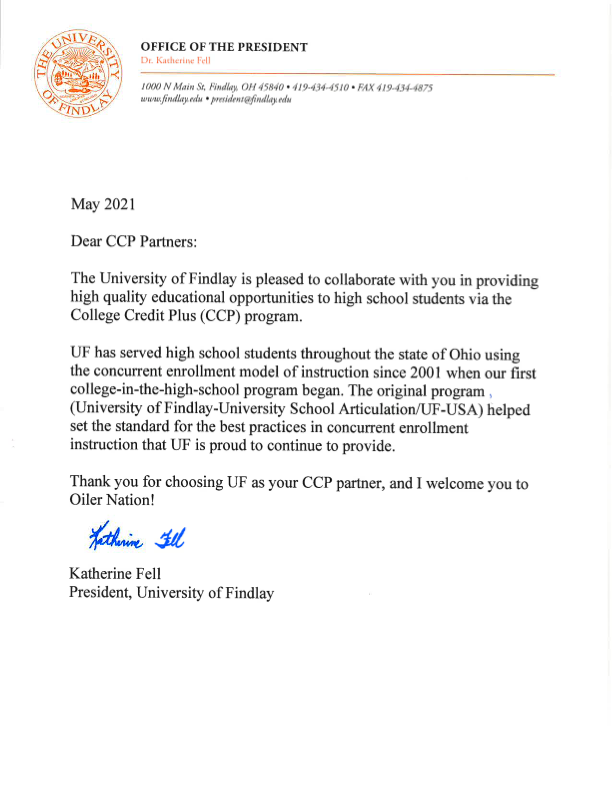 THE UNIVERSITY
OF FINDLAY
OFFICE OF THE PRESIDENT
Dr. Katherine Fell
1000 N Main St, Findlay, OH 45840 • 419-434-4510 • FAX 419-434-4875
www.findlay.edu • president@findlay.edu
May 2021
Dear CCP Partners:
The University of Findlay is pleased to collaborate with you in providing
high quality educational opportunities to high school students via the
College Credit Plus (CCP) program.
UF has served high school students throughout the state of Ohio using
the concurrent enrollment model of instruction since 2001 when our first
college-in-the-high-school program began. The original program
(University of Findlay-University School Articulation/UF-USA) helped
set the standard for the best practices in concurrent enrollment
instruction that UF is proud to continue to provide.
Thank you for choosing UF as your CCP partner, and I welcome you to
Oiler Nation!
Katherine Fell
Katherine Fell
President, University of Findlay